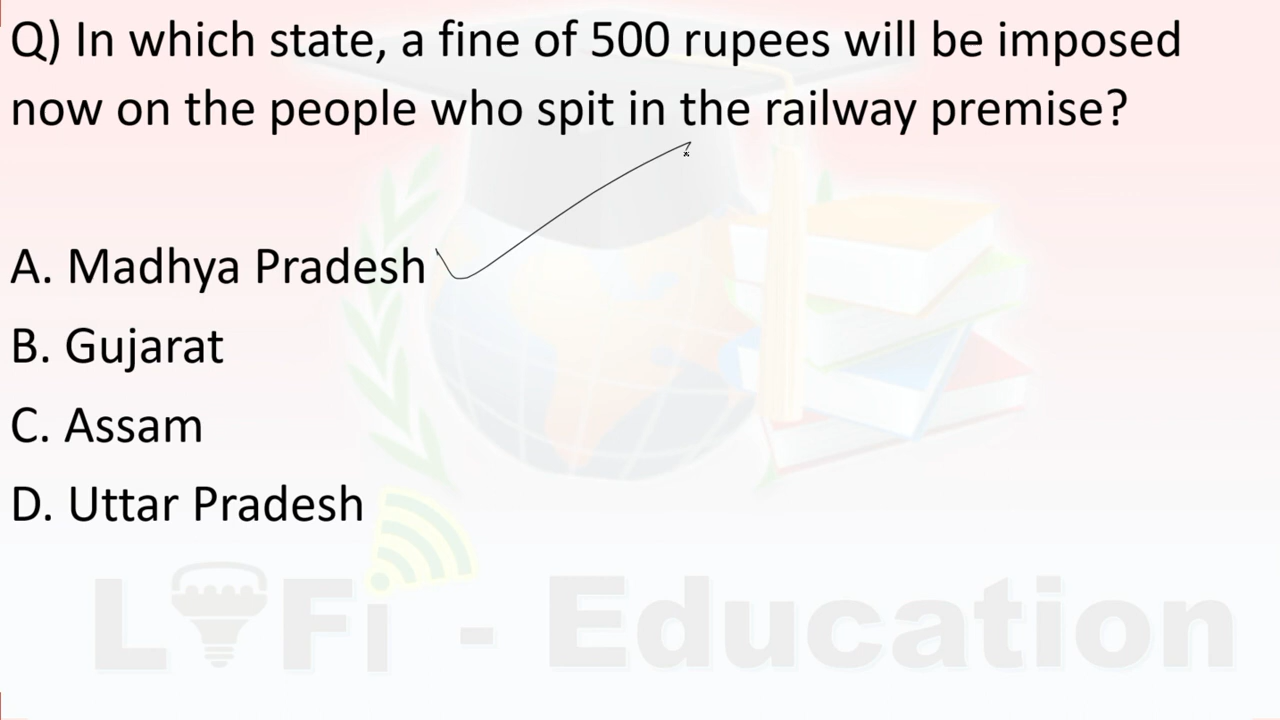 Q) In which state, a fine of 500 rupees will be imposed
now on the people who spit in the railway premise?
A. Madhya Pradesh
B. Gujarat
C. Assam
D. Uttar Pradesh
LiFi - Education